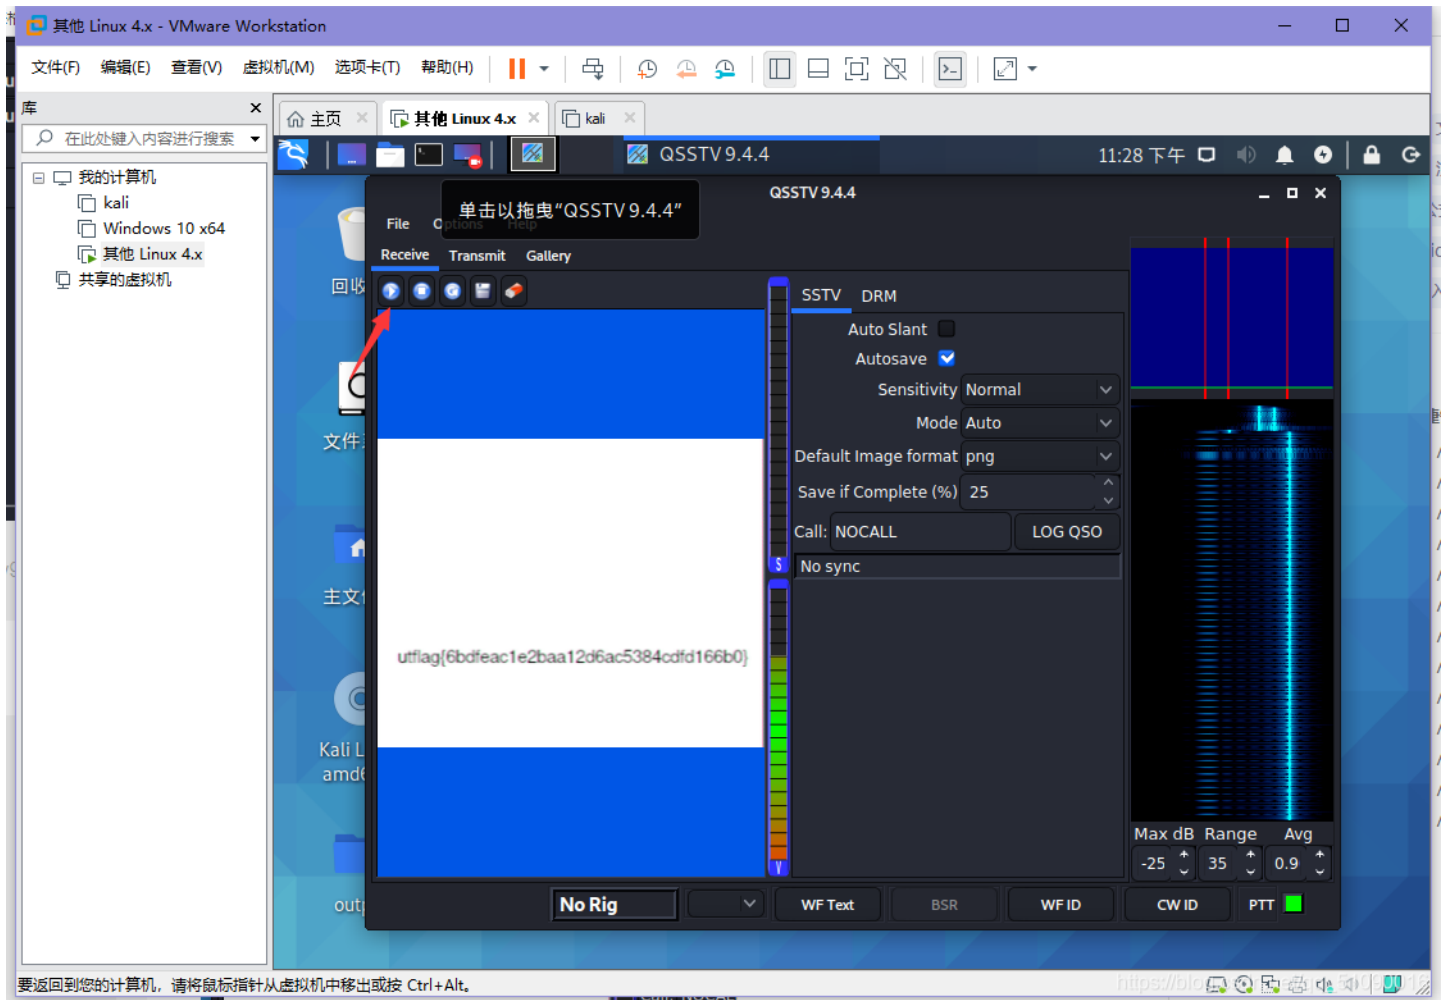 其他 Linux 4.x - VMware Workstation
文件(F) 编辑(E) 查看(V) 虚拟机(M) 选项卡(T) 帮助(H)
库
主页 其他 Linux 4.x kali
在此处键入内容进行搜索
QSSTV 9.4.4 11:28 下午
我的计算机
kali
Windows 10 x64
其他 Linux 4.x
共享的虚拟机
QSSTV 9.4.4
单击以拖曳“QSSTV 9.4.4”
File Options Help
Receive Transmit Gallery
回收
SSTV DRM
Auto Slant
Autosave
Sensitivity Normal
Mode Auto
文件
Default Image format png
Save if Complete (%) 25
Call: NOCALL LOG QSO
S No sync
主文
utflag{6bdfeac1e2baa12d6ac5384cdfd166b0}
Kali L
amd6
Max dB Range Avg
-25 35 0.9
V
outp
No Rig WF Text BSR WF ID CW ID PTT
要返回到您的计算机，请将鼠标指针从虚拟机中移出或按 Ctrl+Alt。